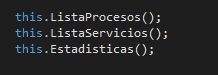 this.ListaProcesos();
this.ListaServicios();
this.Estadisticas();